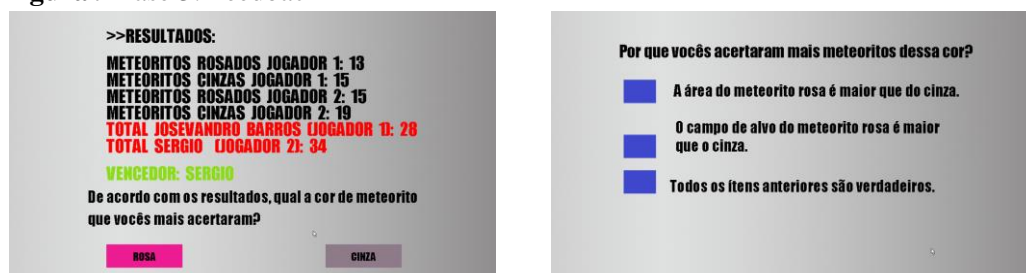 >>RESULTADOS:
METEORITOS ROSADOS JOGADOR 1: 13
METEORITOS CINZAS JOGADOR 1: 15
METEORITOS ROSADOS JOGADOR 2: 15
METEORITOS CINZAS JOGADOR 2: 19
TOTAL JOSEVANDRO BARROS (JOGADOR 1): 28
TOTAL SERGIO (JOGADOR 2): 34
VENCEDOR: SERGIO
De acordo com os resultados, qual a cor de meteorito
que vocês mais acertaram?
ROSA
CINZA
Por que vocês acertaram mais meteoritos dessa cor?
A área do meteorito rosa é maior que do cinza.
O campo de alvo do meteorito rosa é maior
que o cinza.
Todos os ítens anteriores são verdadeiros.